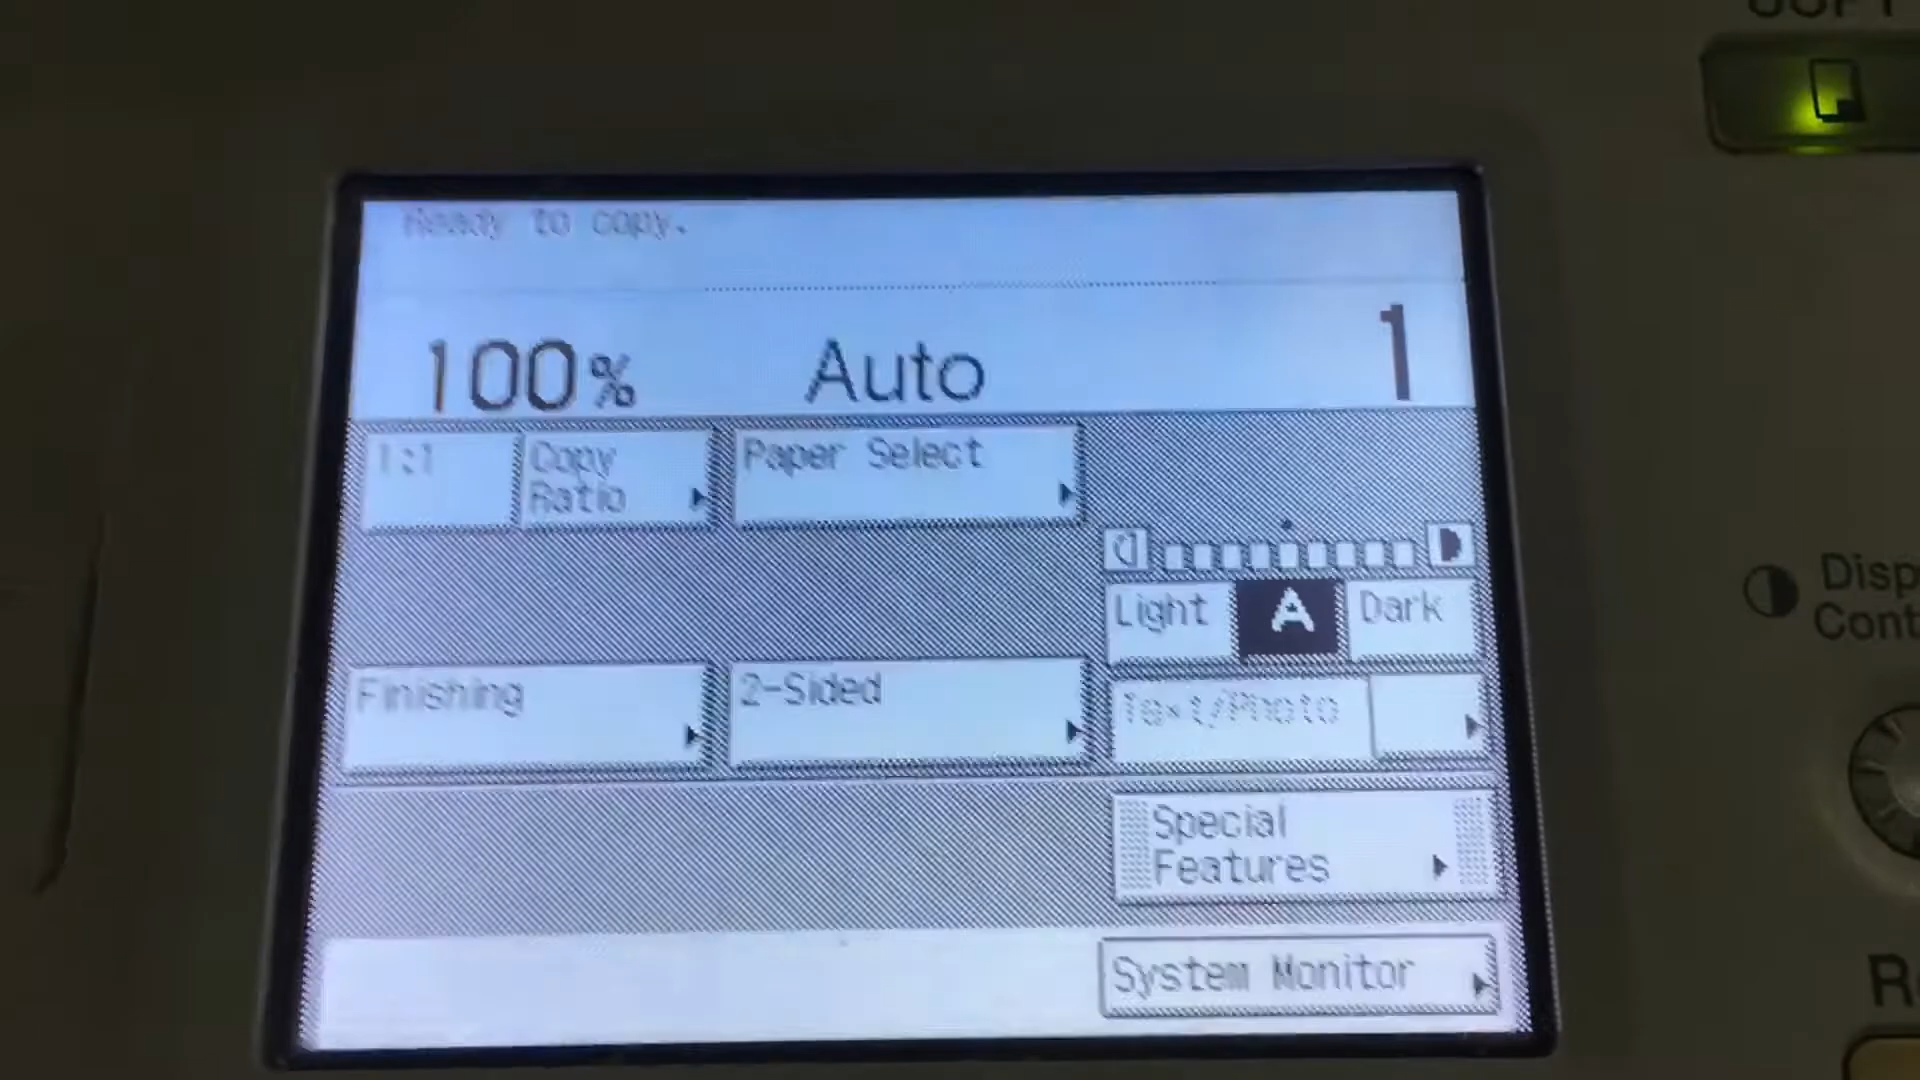 COPY
Ready to copy.
100% Auto 1
1:1 Copy Ratio Paper Select
Light A Dark
Finishing 2-Sided Text/Photo
Special
Features
System Monitor
Disp
Cont